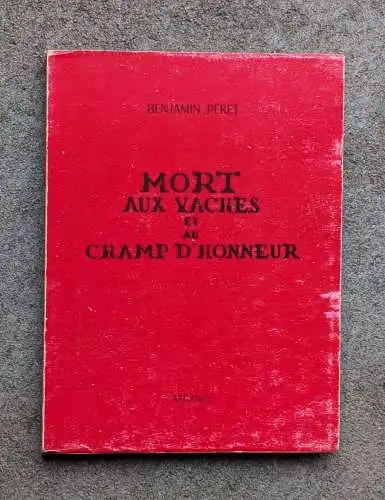 BENJAMIN PÉRET
MORT
AUX VACHES
ET
AU
CHAMP D'HONNEUR